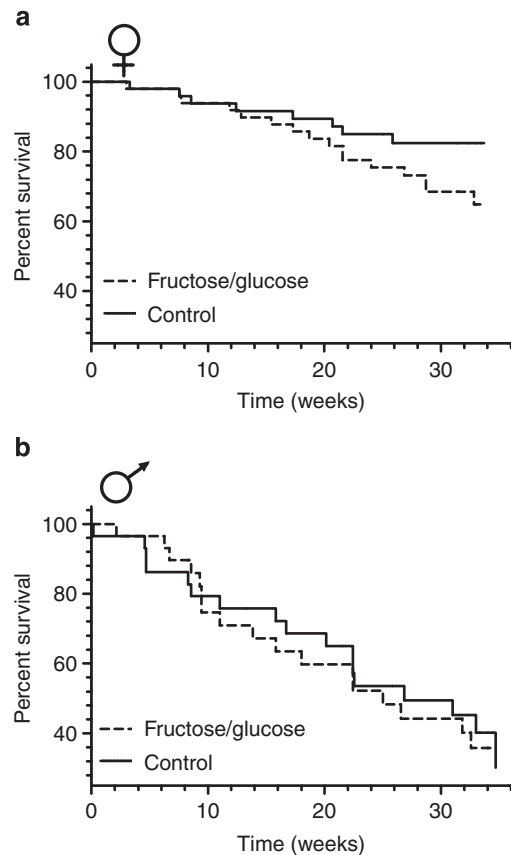 a
Percent survival
100
80
60
40
Fructose/glucose
Control
0 10 20 30
Time (weeks)
b
Percent survival
100
80
60
40
Fructose/glucose
Control
0 10 20 30
Time (weeks)